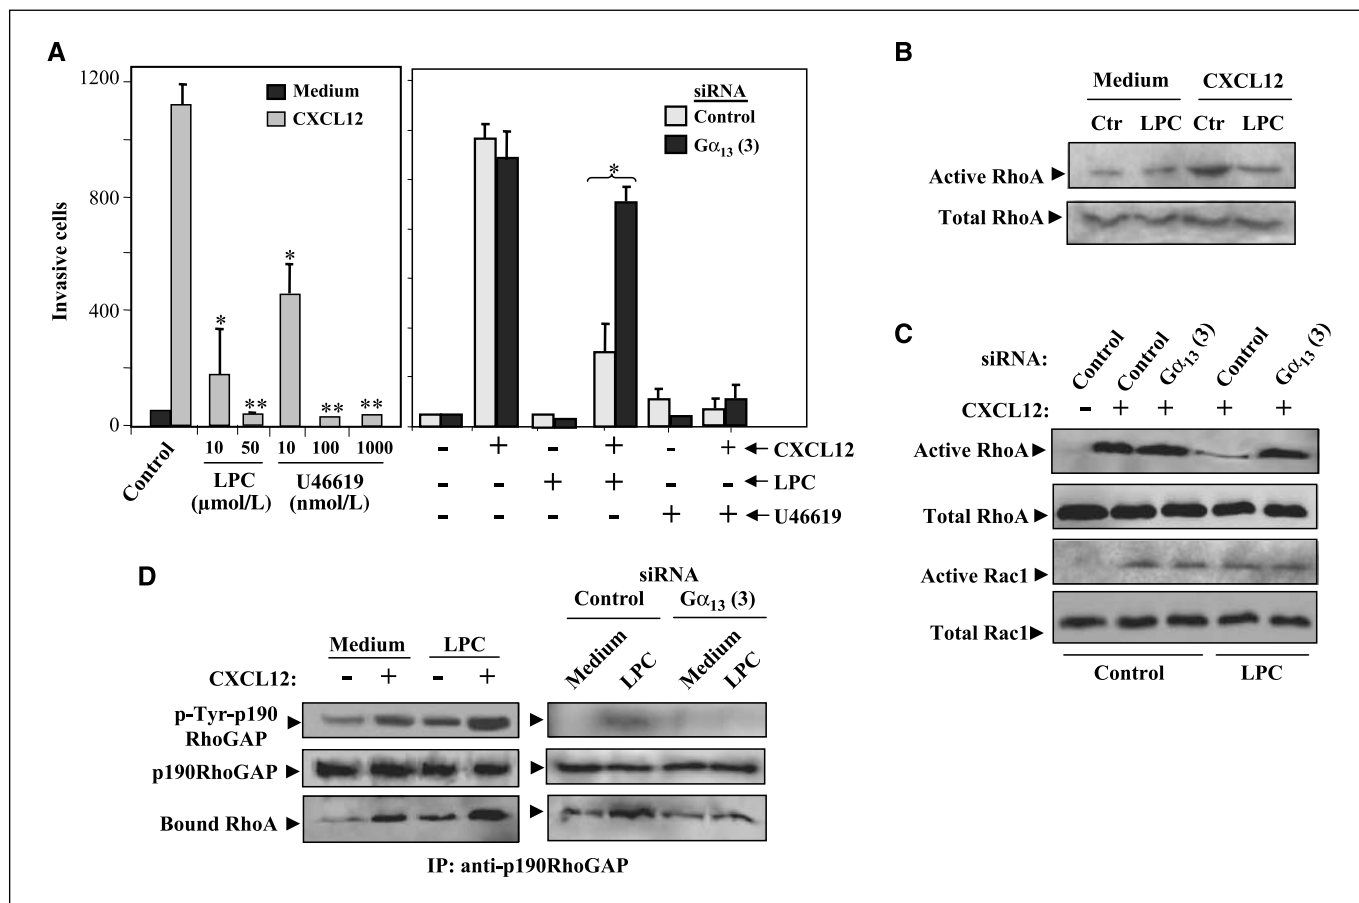 A
1200
800
400
0
Invasive cells
Medium
CXCL12
*
**
*
**
**
Control
10 50 10 100 1000
LPC U46619
(μmol/L) (nmol/L)
siRNA
Control
Gα13 (3)
*
- + - + - + ←CXCL12
- - + + - - ←LPC
- - - - + + ←U46619
B
Medium CXCL12
Ctr LPC Ctr LPC
Active RhoA
Total RhoA
C
siRNA: Control Control Gα13 (3) Control Gα13 (3)
CXCL12: - + + + +
Active RhoA
Total RhoA
Active Rac1
Total Rac1
Control LPC
D
Medium LPC
CXCL12: - + - +
p-Tyr-p190
RhoGAP
p190RhoGAP
Bound RhoA
siRNA
Control Gα13 (3)
Medium LPC Medium LPC
IP: anti-p190RhoGAP